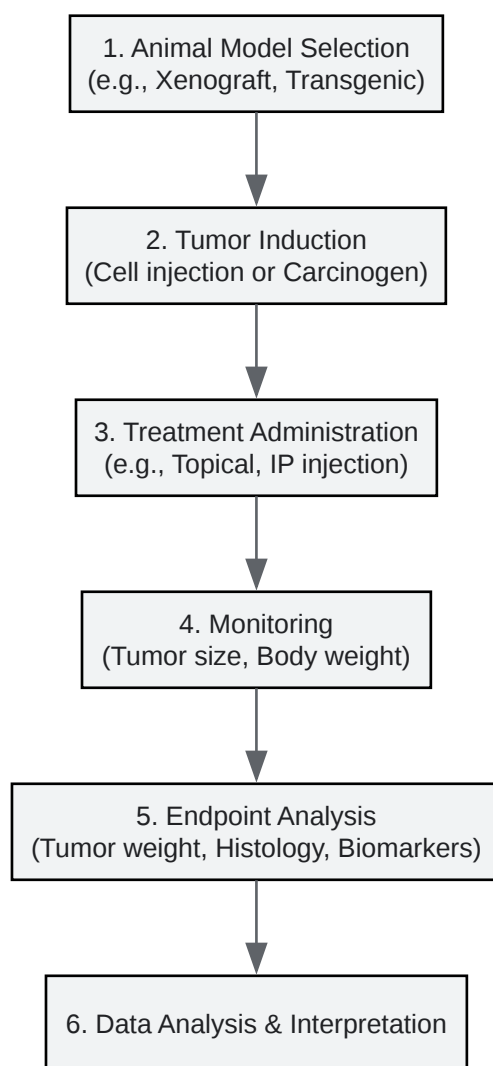 1. Animal Model Selection
(e.g., Xenograft, Transgenic)
2. Tumor Induction
(Cell injection or Carcinogen)
3. Treatment Administration
(e.g., Topical, IP injection)
4. Monitoring
(Tumor size, Body weight)
5. Endpoint Analysis
(Tumor weight, Histology, Biomarkers)
6. Data Analysis & Interpretation